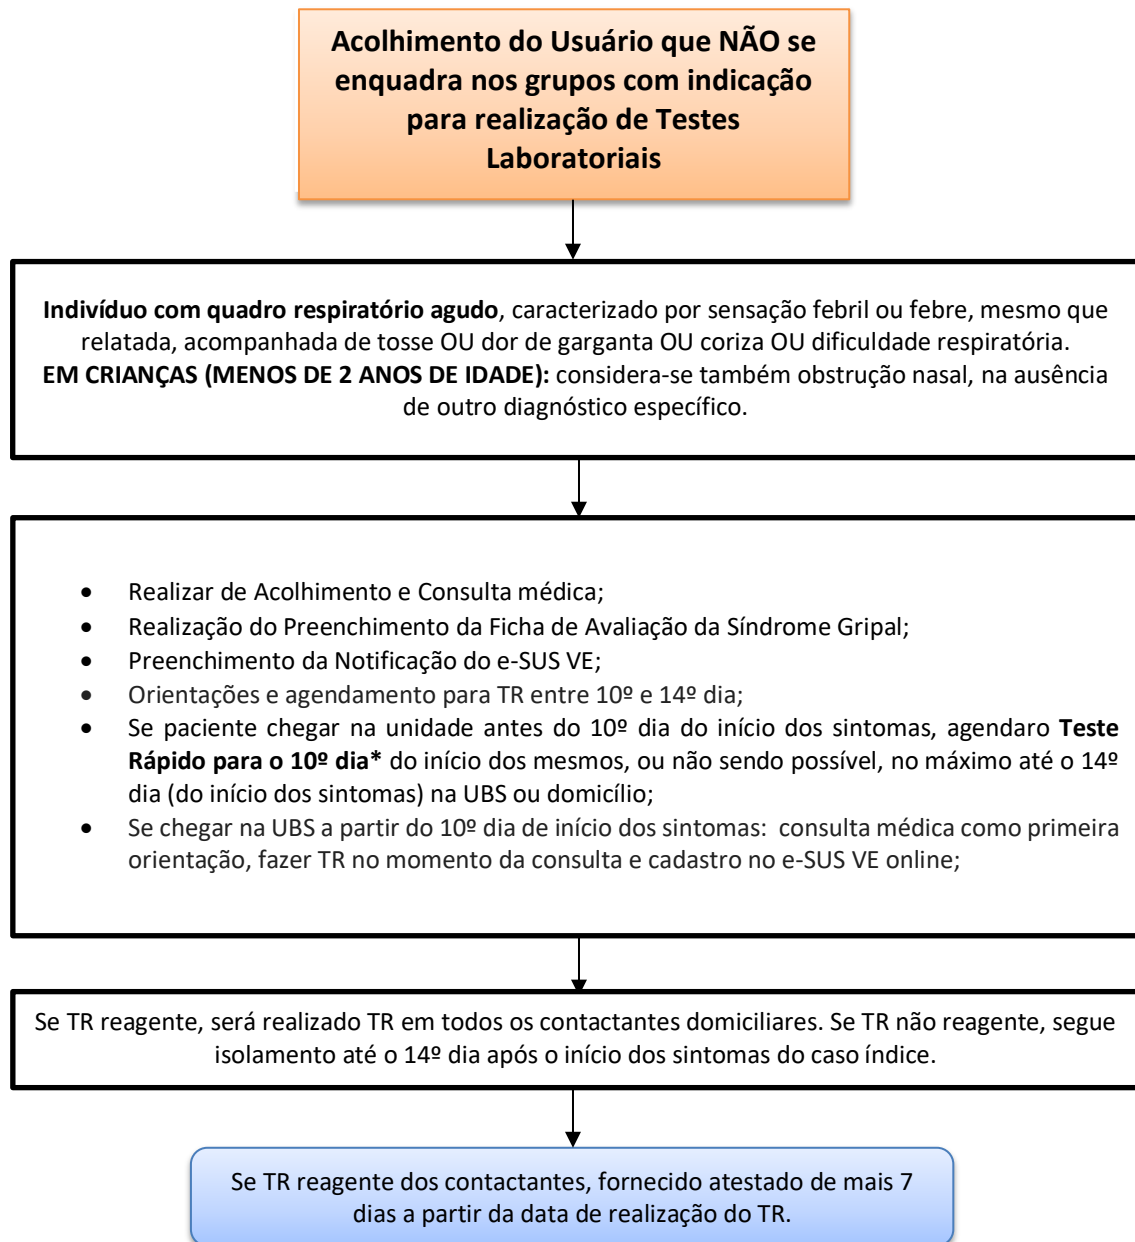 Acolhimento do Usuário que NÃO se
enquadra nos grupos com indicação
para realização de Testes
Laboratoriais
Indivíduo com quadro respiratório agudo, caracterizado por sensação febril ou febre, mesmo que
relatada, acompanhada de tosse OU dor de garganta OU coriza OU dificuldade respiratória.
EM CRIANÇAS (MENOS DE 2 ANOS DE IDADE): considera-se também obstrução nasal, na ausência
de outro diagnóstico específico.
• Realizar de Acolhimento e Consulta médica;
• Realização do Preenchimento da Ficha de Avaliação da Síndrome Gripal;
• Preenchimento da Notificação do e-SUS VE;
• Orientações e agendamento para TR entre 10º e 14º dia;
• Se paciente chegar na unidade antes do 10º dia do início dos sintomas, agendaro Teste
Rápido para o 10º dia* do início dos mesmos, ou não sendo possível, no máximo até o 14º
dia (do início dos sintomas) na UBS ou domicílio;
• Se chegar na UBS a partir do 10º dia de início dos sintomas: consulta médica como primeira
orientação, fazer TR no momento da consulta e cadastro no e-SUS VE online;
Se TR reagente, será realizado TR em todos os contactantes domiciliares. Se TR não reagente, segue
isolamento até o 14º dia após o início dos sintomas do caso índice.
Se TR reagente dos contactantes, fornecido atestado de mais 7
dias a partir da data de realização do TR.